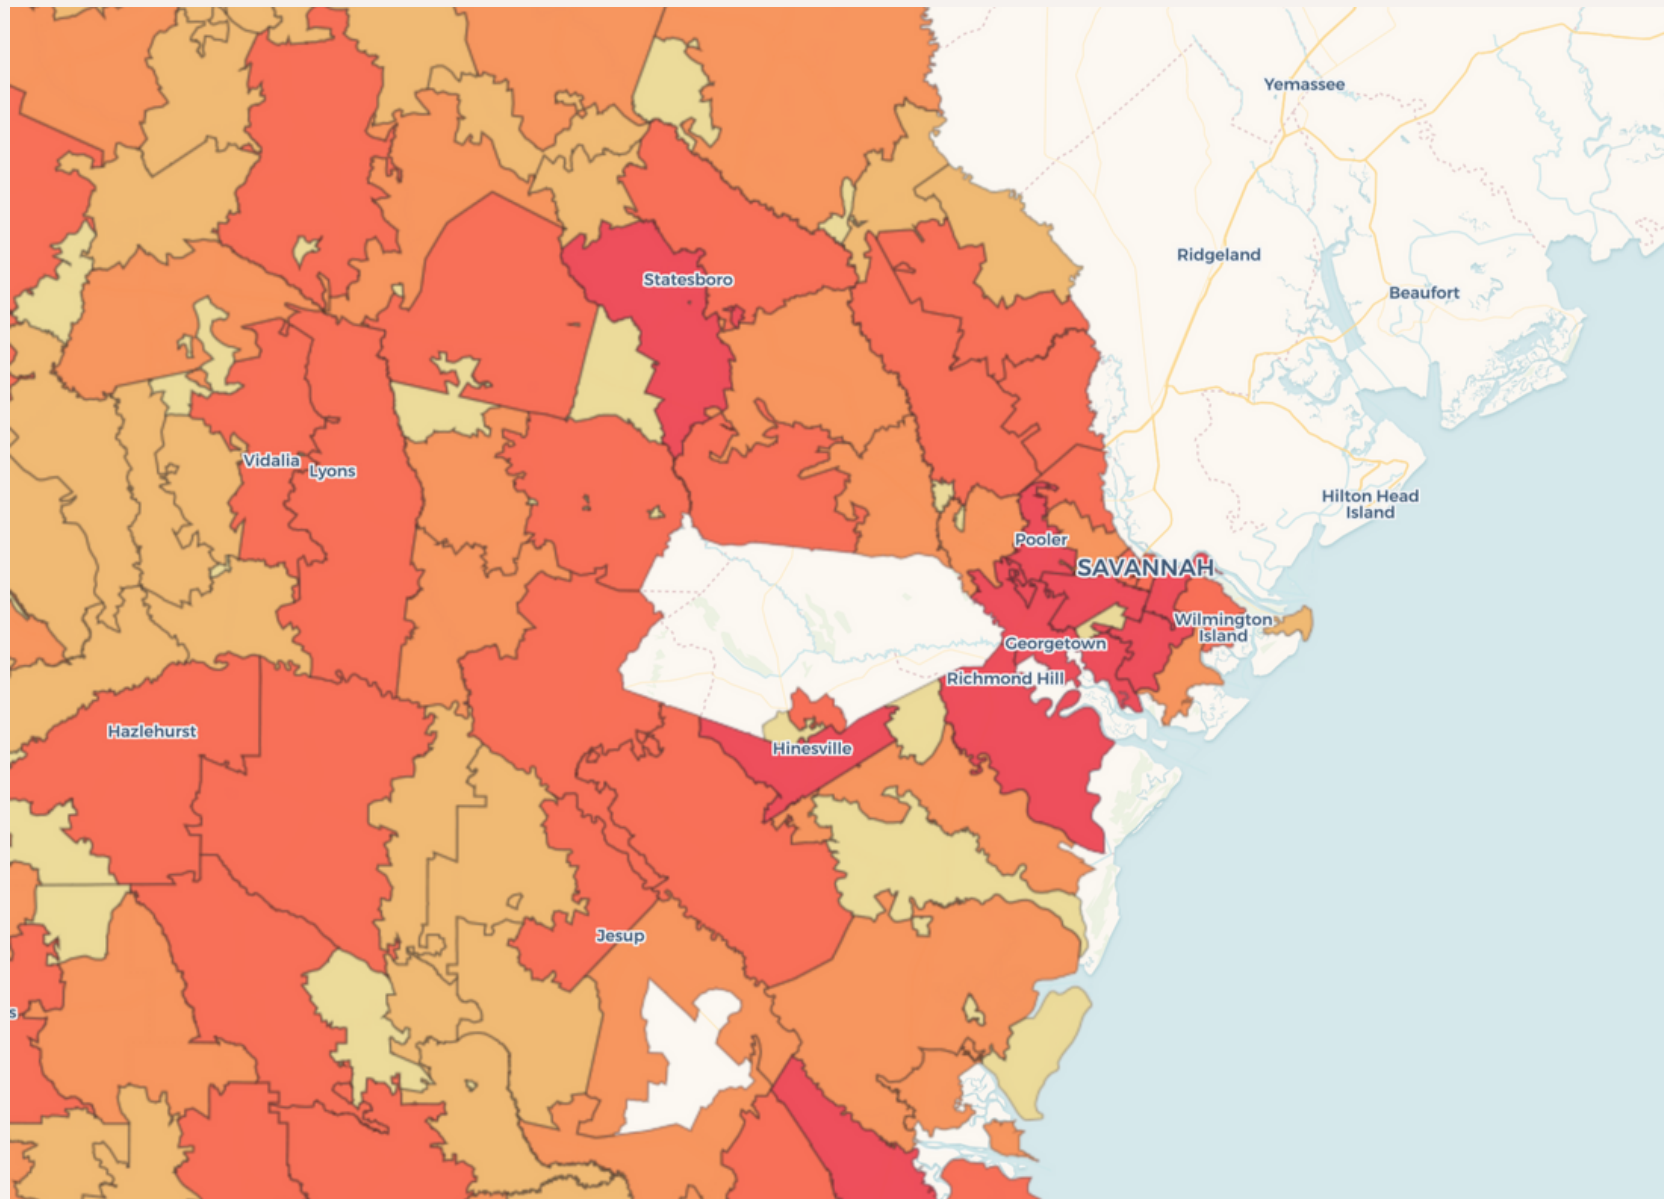 Yemassee
Ridgeland
Statesboro
Beaufort
Vidalia
Lyons
Hilton Head
Island
Pooler
SAVANNAH
Wilmington
Island
Georgetown
Richmond Hill
Hazlehurst
Hinesville
Jesup
s